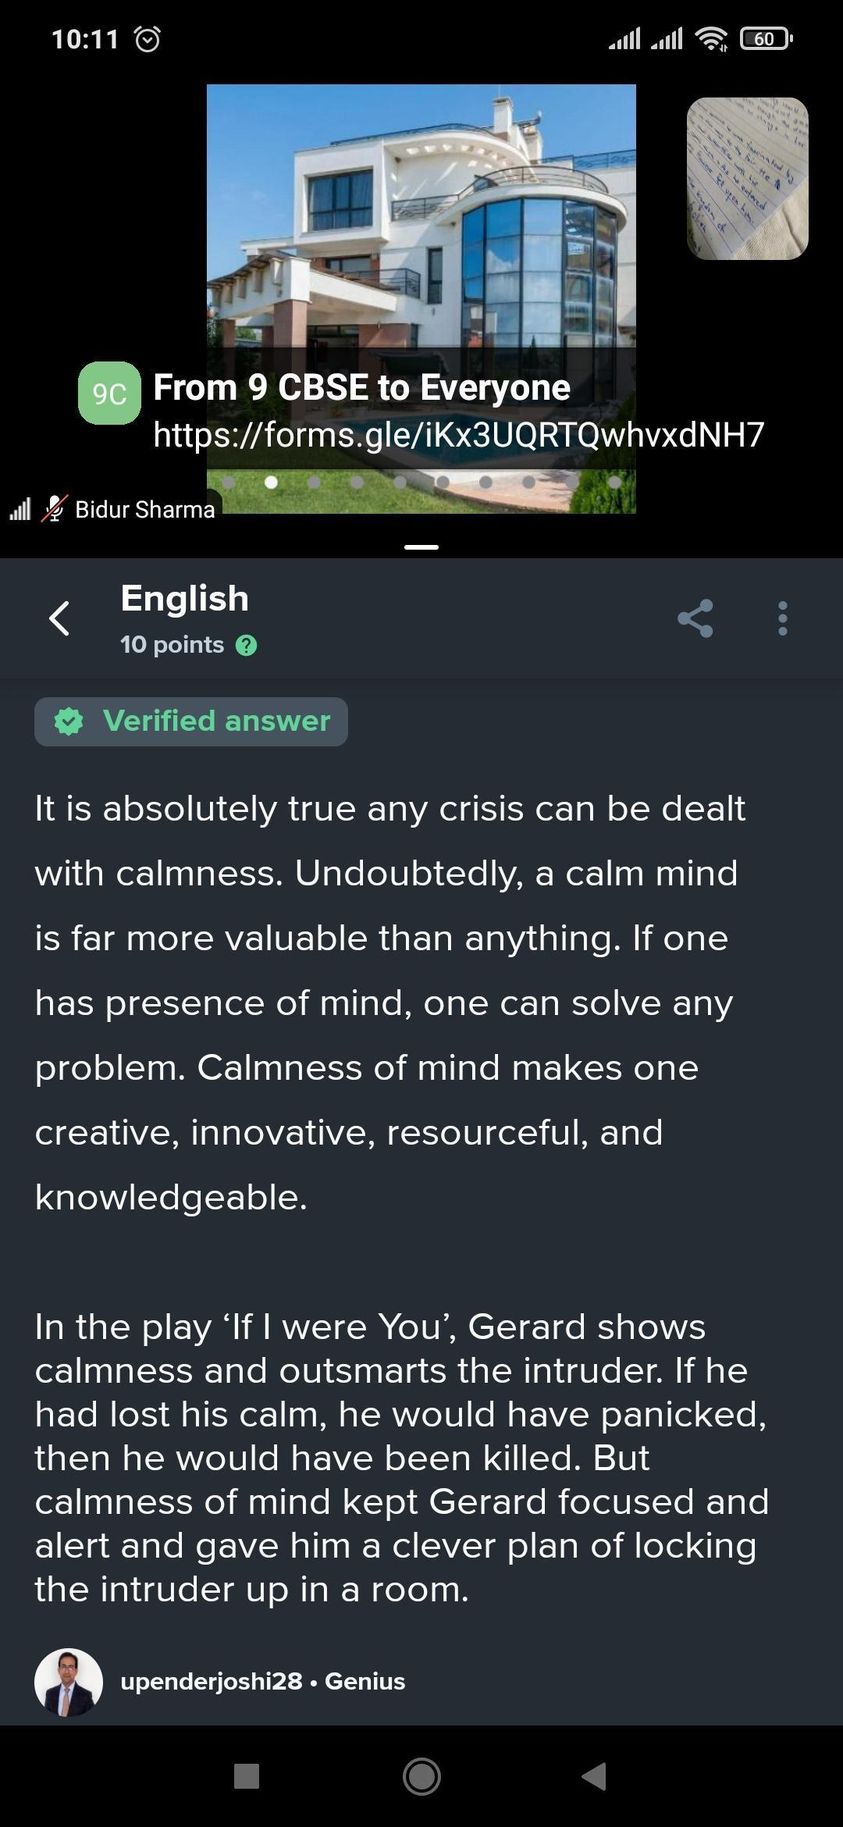 10:11
60
9C
From 9 CBSE to Everyone
https://forms.gle/iKx3UQRTQwhvxdNH7
Bidur Sharma
English
10 points ?
Verified answer
It is absolutely true any crisis can be dealt
with calmness. Undoubtedly, a calm mind
is far more valuable than anything. If one
has presence of mind, one can solve any
problem. Calmness of mind makes one
creative, innovative, resourceful, and
knowledgeable.
In the play ‘If I were You’, Gerard shows
calmness and outsmarts the intruder. If he
had lost his calm, he would have panicked,
then he would have been killed. But
calmness of mind kept Gerard focused and
alert and gave him a clever plan of locking
the intruder up in a room.
upenderjoshi28 • Genius